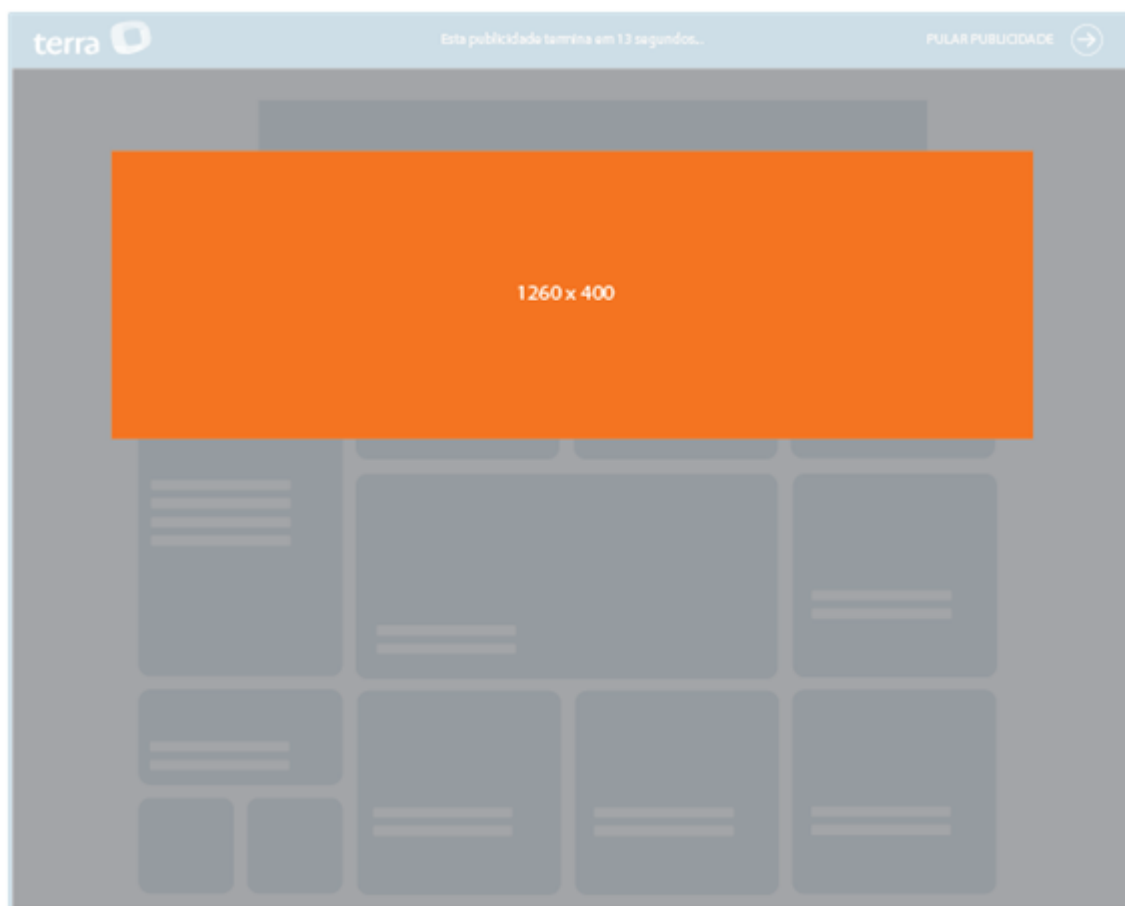 terra
Esta publicidade termina em 13 segundos...
PULAR PUBLICIDADE
1260 x 400